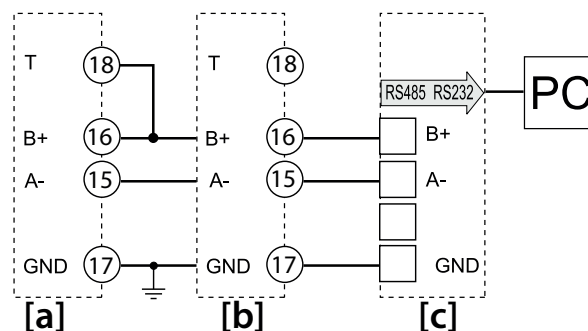 T 18 T 18
RS485 RS232 PC
B+ 16 B+ 16 B+
A- 15 A- 15 A-
GND 17 GND 17 GND
[a] [b] [c]